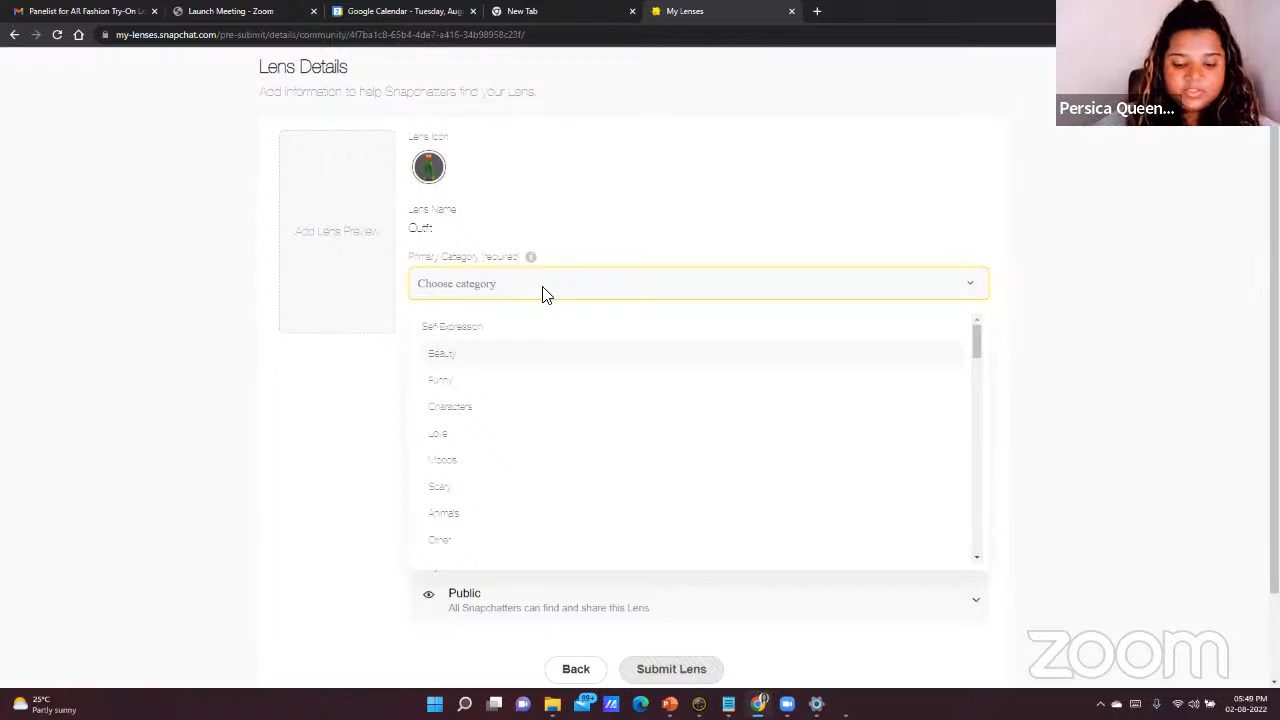 Panelist for AR Fashion Try-On L
Launch Meeting - Zoom
Google Calendar - Tuesday, Aug
New Tab
My Lenses
my-lenses.snapchat.com/pre-submit/details/community/4f7ba1c8-65b4-4de7-a416-34b98958c23f/
Persica Queen...
Lens Details
Add information to help Snapchatters find your Lens.
Lens Icon
Add Lens Preview
Lens Name
Outfit
Primary Category (required)
Choose category
Self-Expression
Beauty
Funny
Characters
Love
Moods
Scary
Animals
Other
Public
All Snapchatters can find and share this Lens
Back
Submit Lens
zoom
25°C
Partly sunny
99+
05:49 PM
02-08-2022